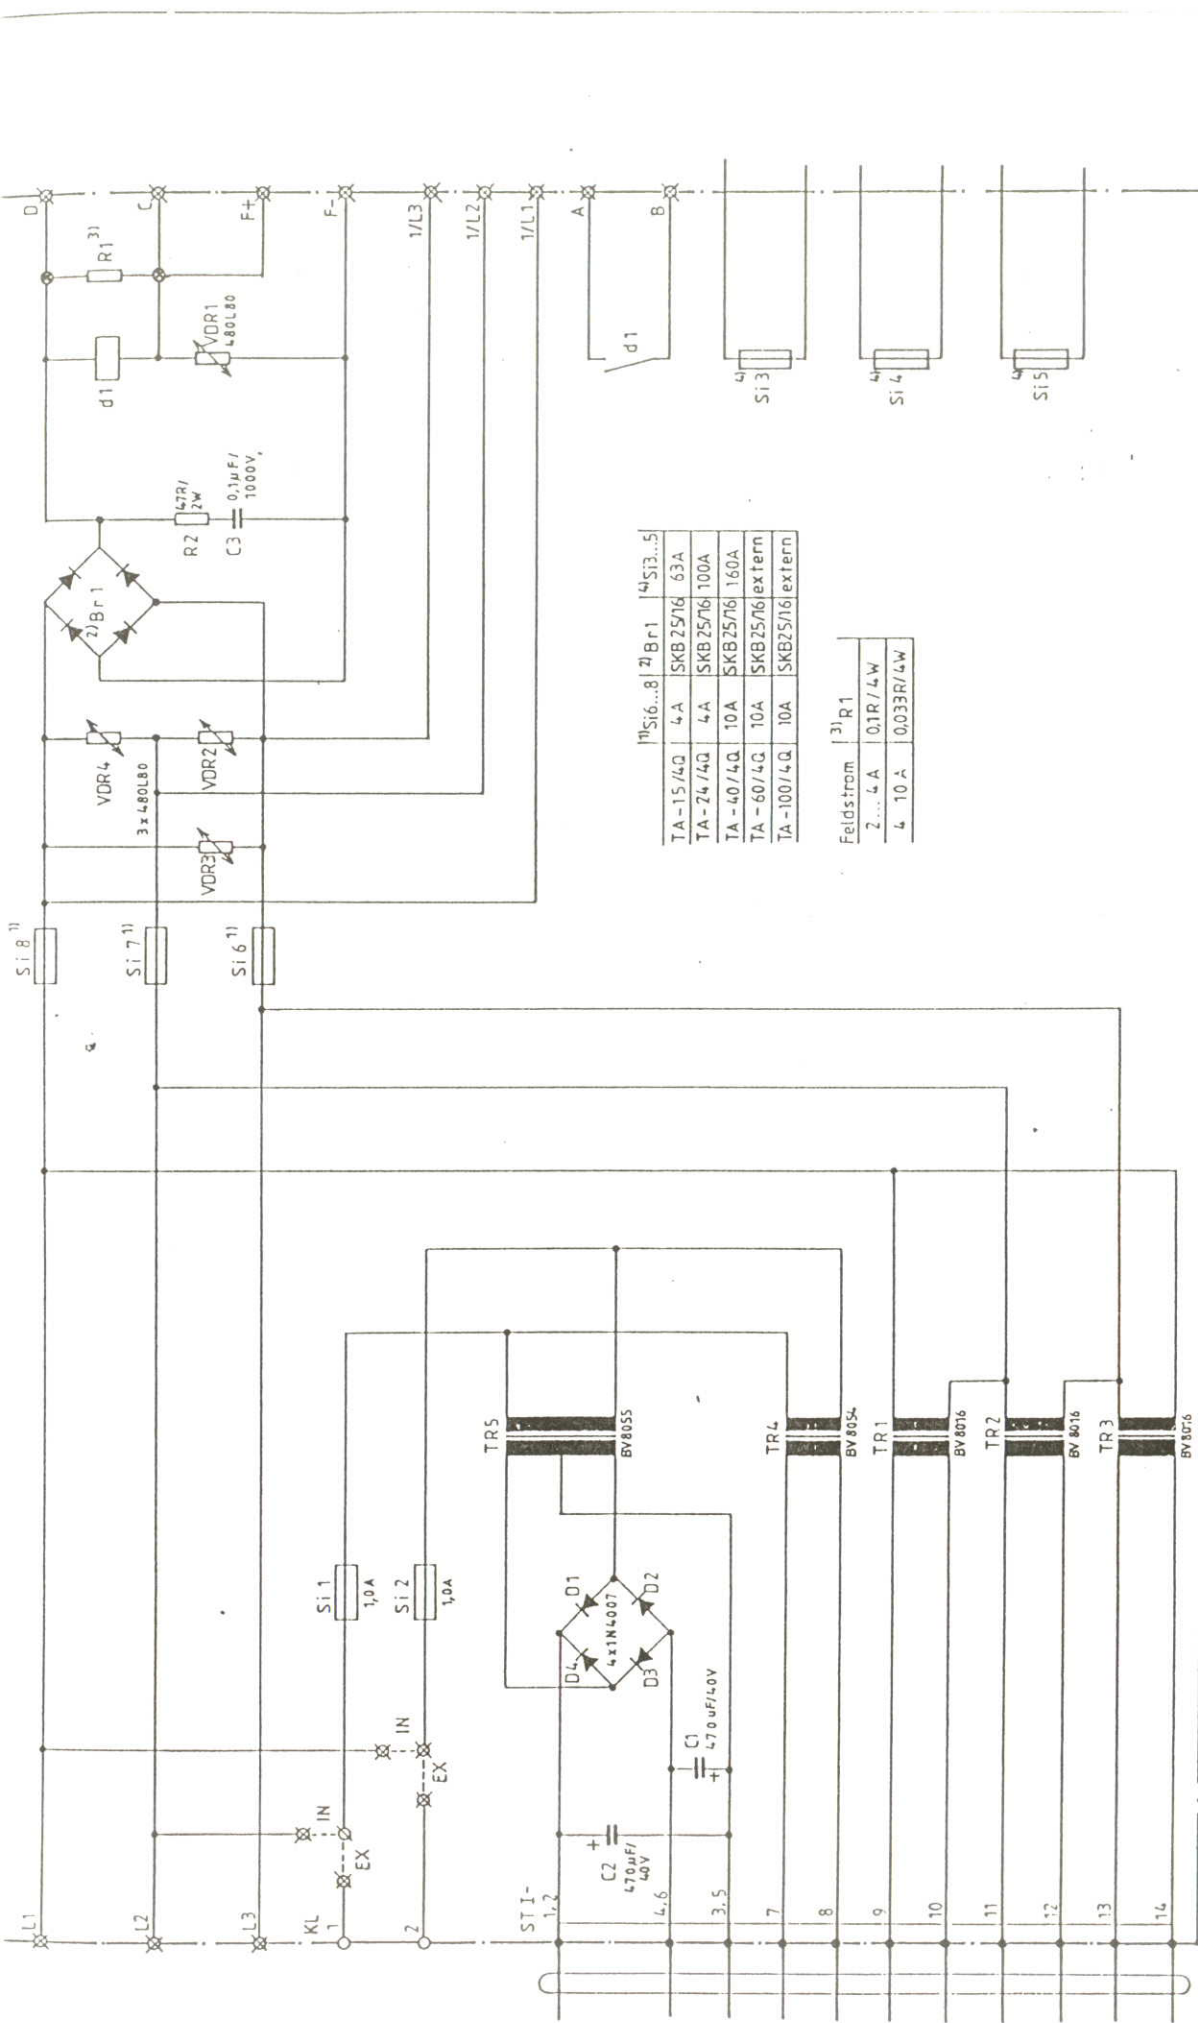 D
C
F+
F-
1/L3
1/L2
1/L1
A
B
R1 3)
d1
VDR1
480L80
d1
4)
Si 3
4)
Si 4
4)
Si 5
R2
47R/
2W
C3
0,1µF/
1000V,
2) Br1
VDR4
3x480L80
VDR2
VDR3
Si 8 1)
Si 7 1)
Si 6 1)
1) Si6...8 2) Br1 4) Si3...5
TA-15/4Q 4A SKB25/16 63A
TA-24/4Q 4A SKB25/16 100A
TA-40/4Q 10A SKB25/16 160A
TA-60/4Q 10A SKB25/16 extern
TA-100/4Q 10A SKB25/16 extern
Feldstrom 3) R1
2...4 A 0,1R/4W
4 10 A 0,033R/4W
TR5
BV8055
TR4
BV8054
TR1
BV8016
TR2
BV8016
TR3
BV8016
Si 1
1,0A
Si 2
1,0A
D1
D2
D4
D3
4x1N4007
C1
470uF/40V
+
C2
470µF/
40V
+
IN
EX
IN
EX
L1
L2
L3
KL
1
2
STI-
1,2
4,6
3,5
7
8
9
10
11
12
13
14